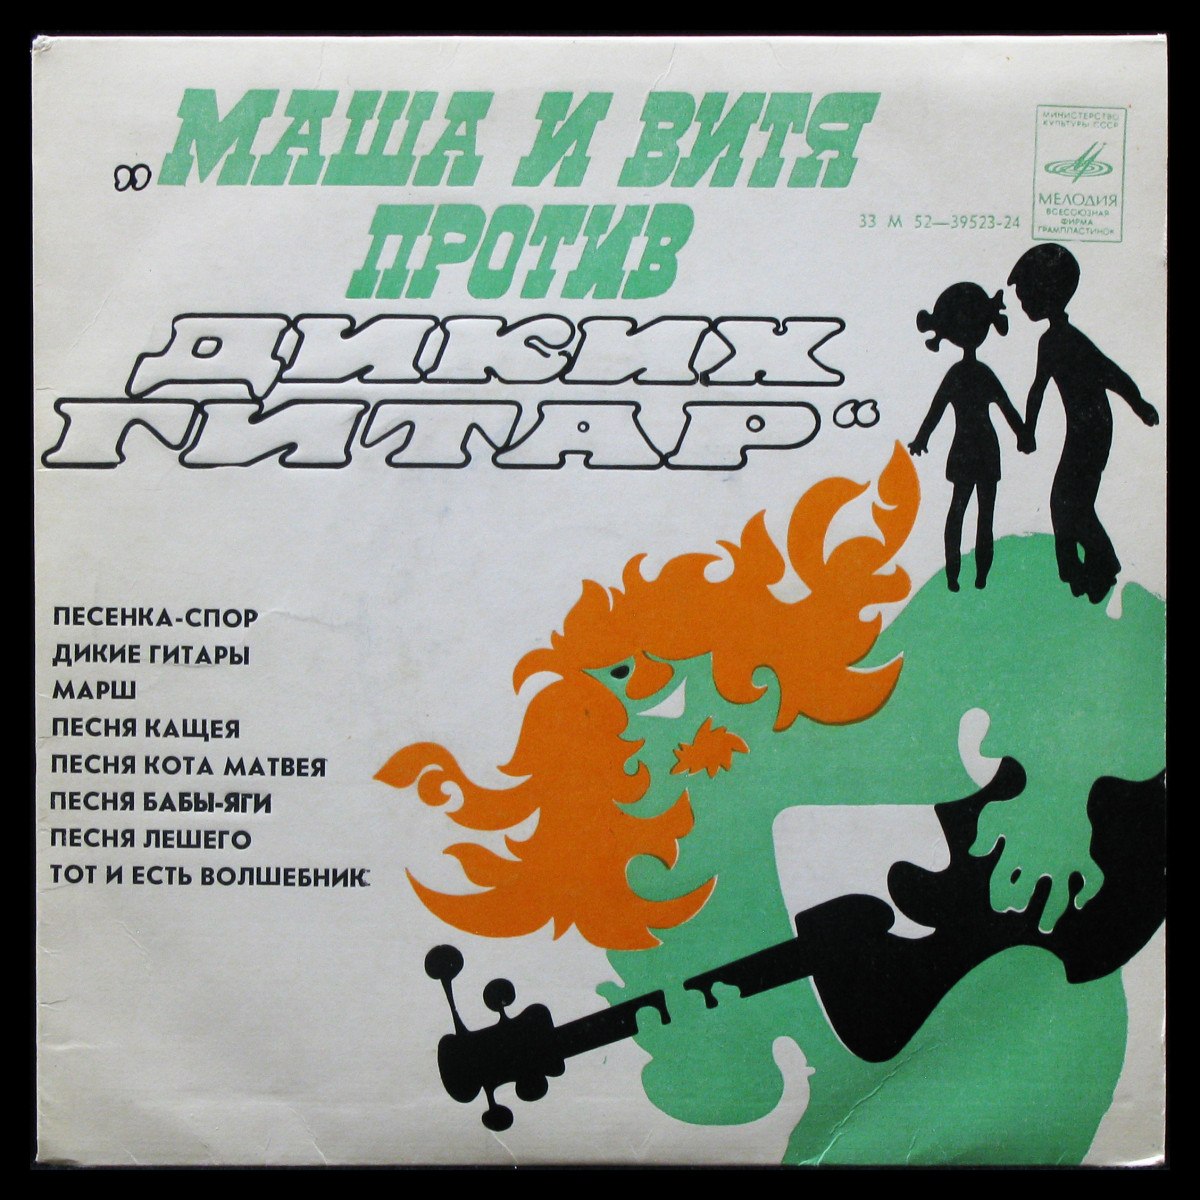 „МАША И ВИТЯ
ПРОТИВ
ДИКИХ
ГИТАР“
33 М 52—39523-24
МИНИСТЕРСТВО
КУЛЬТУРЫ СССР
МЕЛОДИЯ
ВСЕСОЮЗНАЯ
ФИРМА
ГРАМПЛАСТИНОК
ПЕСЕНКА-СПОР
ДИКИЕ ГИТАРЫ
МАРШ
ПЕСНЯ КАЩЕЯ
ПЕСНЯ КОТА МАТВЕЯ
ПЕСНЯ БАБЫ-ЯГИ
ПЕСНЯ ЛЕШЕГО
ТОТ И ЕСТЬ ВОЛШЕБНИК